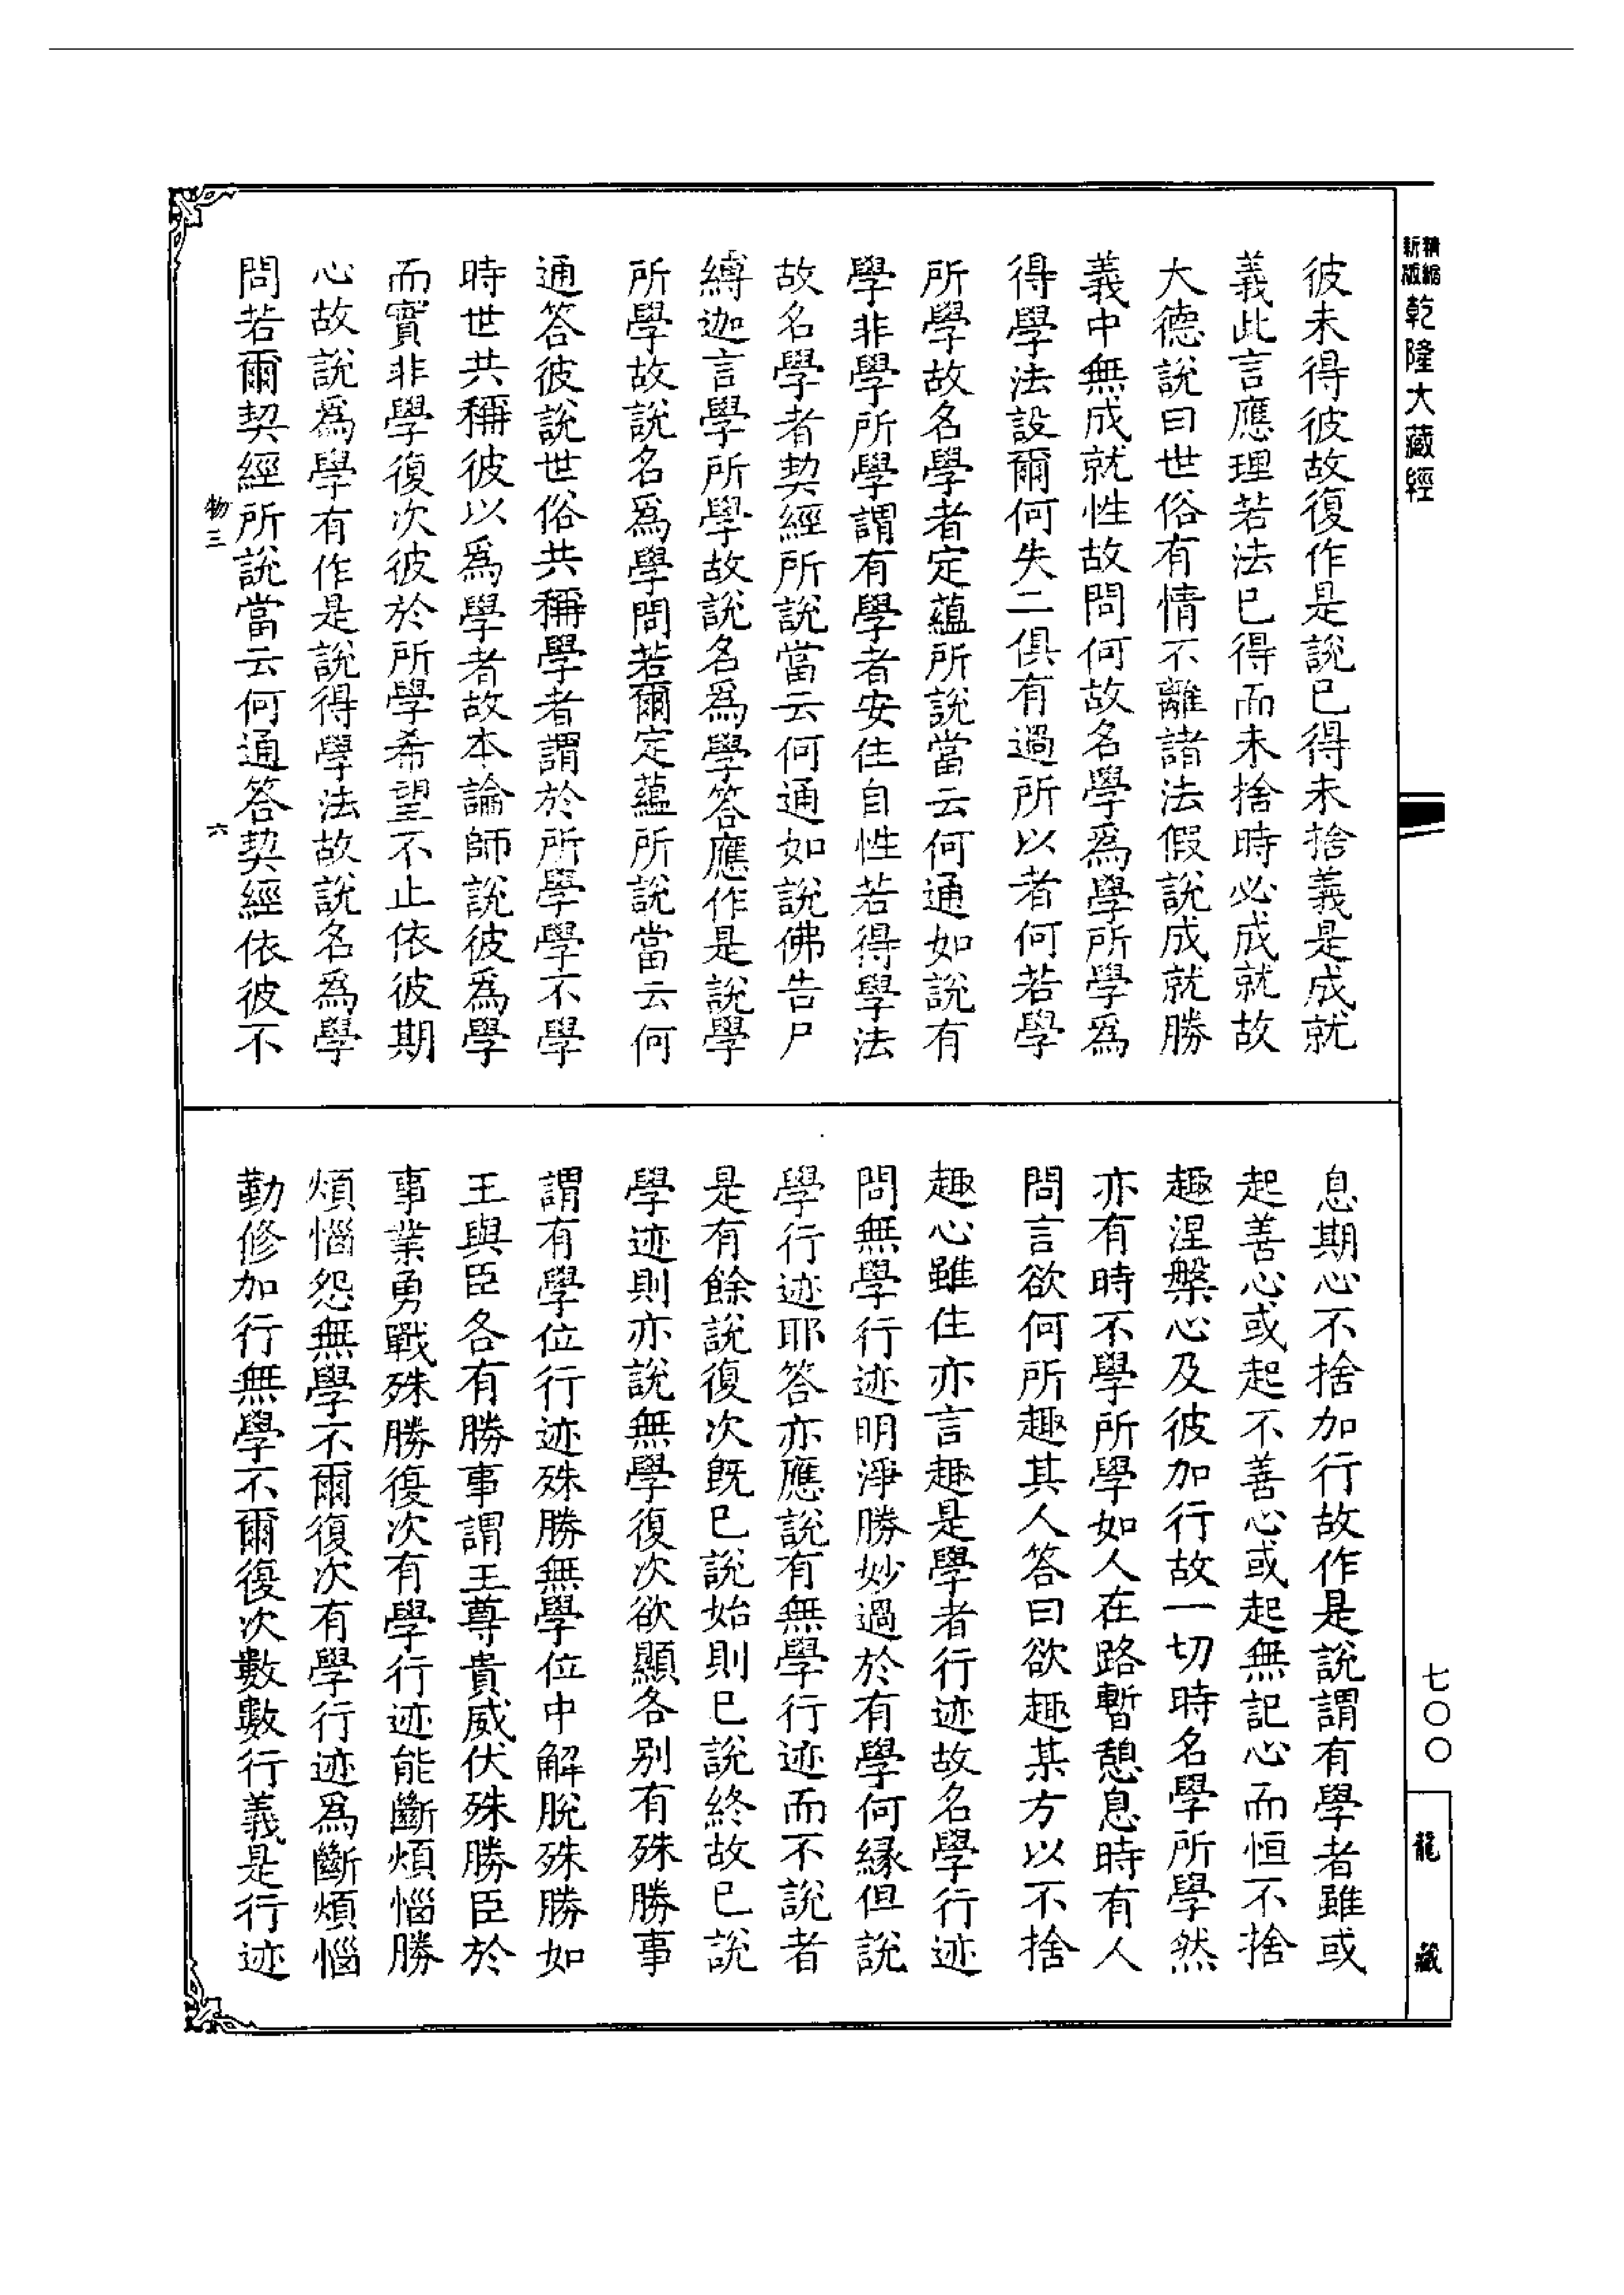 新版精縮乾隆大藏經
彼未得彼故復作是說已得未捨義是成就
義此言應理若法已得而未捨時必成就故
大德說曰世俗有情不離諸法假說成就勝
義中無成就性故問何故名學爲學所學爲
得學法設爾何失二俱有過所以者何若學
所學故名學者定蘊所說當云何通如說有
學非學所學謂有學者安住自性若得學法
故名學者契經所說當云何通如說佛告尸
縛迦言學所學故說名爲學答應作是說學
所學故說名爲學問若爾定蘊所說當云何
通答彼說世俗共稱學者謂於所學學不學
時世共稱彼以爲學者故本論師說彼爲學
而實非學復次彼於所學希望不止依彼期
心故說爲學有作是說得學法故說名爲學
問若爾契經所說當云何通答契經依彼不
物三
六
息期心不捨加行故作是說謂有學者雖或
起善心或起不善心或起無記心而恒不捨
趣涅槃心及彼加行故一切時名學所學然
亦有時不學所學如人在路暫憩息時有人
問言欲何所趣其人答曰欲趣某方以不捨
趣心雖住亦言趣是學者行迹故名學行迹
問無學行迹明淨勝妙過於有學何緣但說
學行迹耶答亦應說有無學行迹而不說者
是有餘說復次既已說始則已說終故已說
學迹則亦說無學復次欲顯各别有殊勝事
謂有學位行迹殊勝無學位中解脫殊勝如
王與臣各有勝事謂王尊貴威伏殊勝臣於
事業勇戰殊勝復次有學行迹能斷煩惱勝
煩惱怨無學不爾復次有學行迹爲斷煩惱
勤修加行無學不爾復次數數行義是行迹
七〇〇
龍藏